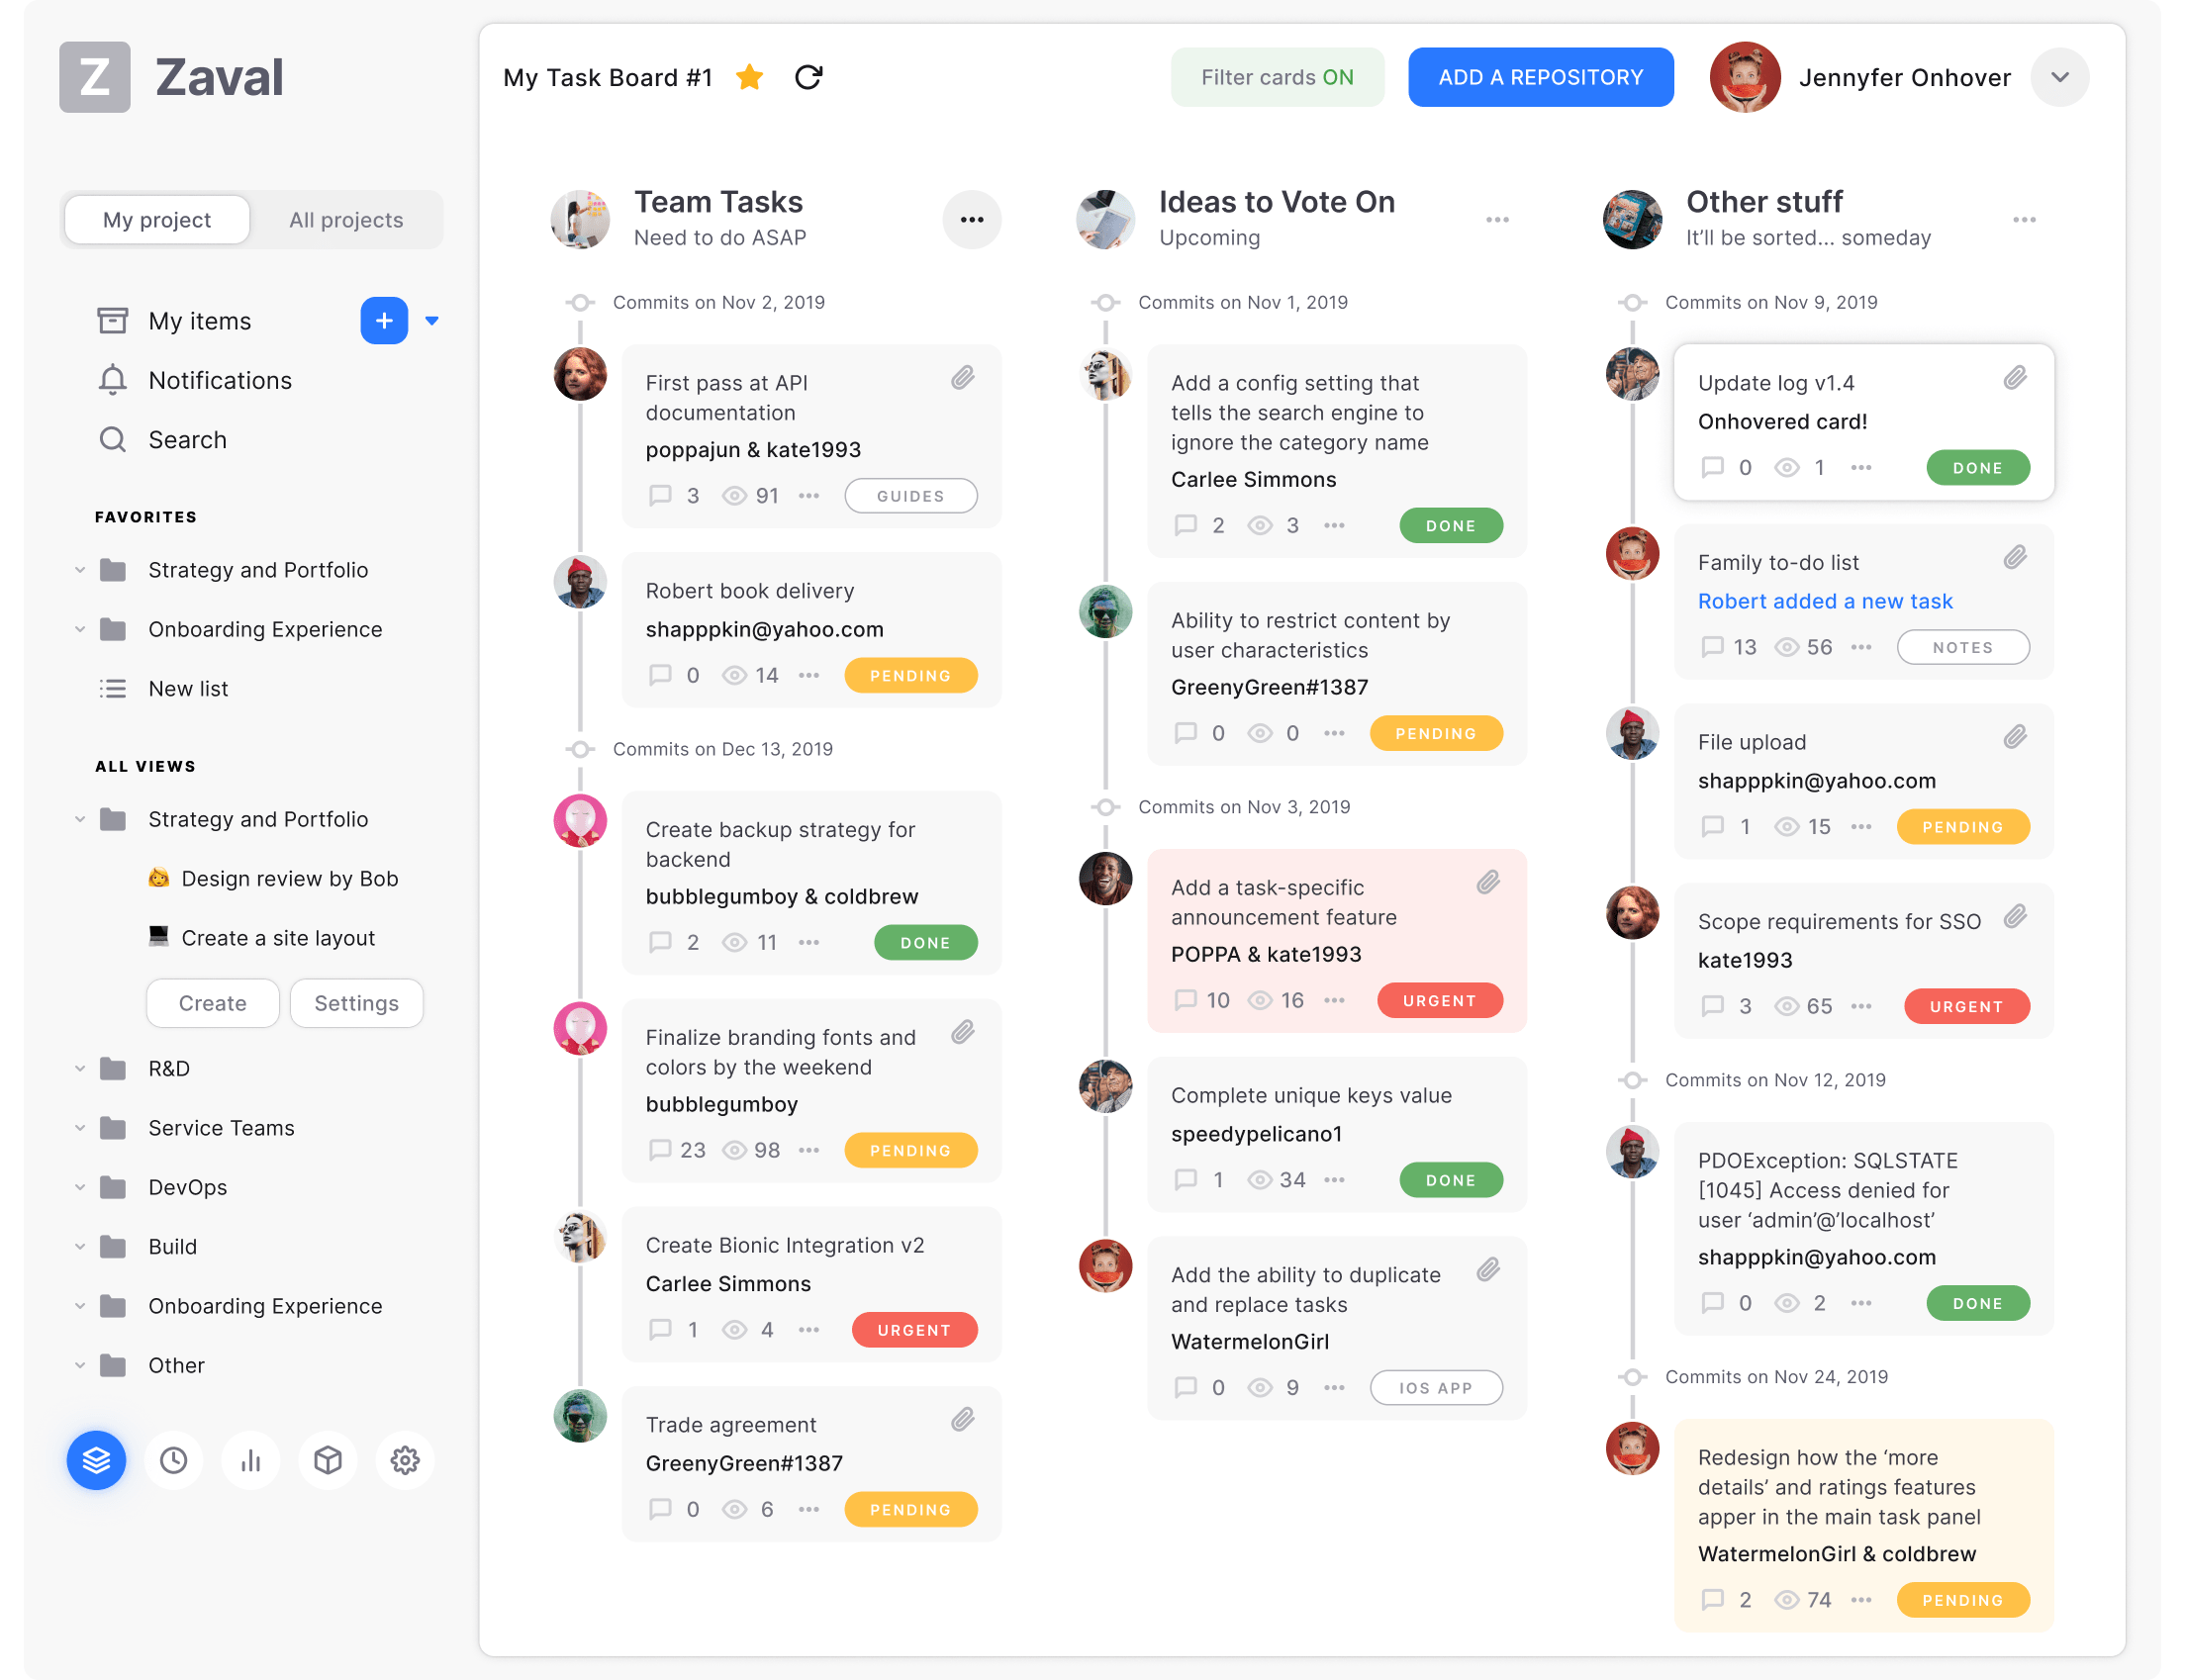 Z
Zaval
My project
All projects
My items
+
Notifications
Search
FAVORITES
Strategy and Portfolio
Onboarding Experience
New list
ALL VIEWS
Strategy and Portfolio
Design review by Bob
Create a site layout
Create
Settings
R&D
Service Teams
DevOps
Build
Onboarding Experience
Other
My Task Board #1
Filter cards ON
ADD A REPOSITORY
Jennyfer Onhover
Team Tasks
Need to do ASAP
Commits on Nov 2, 2019
First pass at API
documentation
poppajun & kate1993
3 91 GUIDES
Robert book delivery
shapppkin@yahoo.com
0 14 PENDING
Commits on Dec 13, 2019
Create backup strategy for
backend
bubblegumboy & coldbrew
2 11 DONE
Finalize branding fonts and
colors by the weekend
bubblegumboy
23 98 PENDING
Create Bionic Integration v2
Carlee Simmons
1 4 URGENT
Trade agreement
GreenyGreen#1387
0 6 PENDING
Ideas to Vote On
Upcoming
Commits on Nov 1, 2019
Add a config setting that
tells the search engine to
ignore the category name
Carlee Simmons
2 3 DONE
Ability to restrict content by
user characteristics
GreenyGreen#1387
0 0 PENDING
Commits on Nov 3, 2019
Add a task-specific
announcement feature
POPPA & kate1993
10 16 URGENT
Complete unique keys value
speedypelicano1
1 34 DONE
Add the ability to duplicate
and replace tasks
WatermelonGirl
0 9 IOS APP
Other stuff
It’ll be sorted... someday
Commits on Nov 9, 2019
Update log v1.4
Onhovered card!
0 1 DONE
Family to-do list
Robert added a new task
13 56 NOTES
File upload
shapppkin@yahoo.com
1 15 PENDING
Scope requirements for SSO
kate1993
3 65 URGENT
Commits on Nov 12, 2019
PDOException: SQLSTATE
[1045] Access denied for
user ‘admin’@’localhost’
shapppkin@yahoo.com
0 2 DONE
Commits on Nov 24, 2019
Redesign how the ‘more
details’ and ratings features
apper in the main task panel
WatermelonGirl & coldbrew
2 74 PENDING